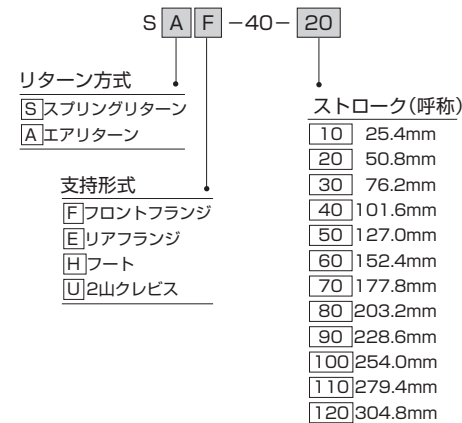 S A F −40− 20
リターン方式
S スプリングリターン
A エアリターン
支持形式
F フロントフランジ
E リアフランジ
H フート
U 2山クレビス
ストローク(呼称)
10 25.4mm
20 50.8mm
30 76.2mm
40 101.6mm
50 127.0mm
60 152.4mm
70 177.8mm
80 203.2mm
90 228.6mm
100 254.0mm
110 279.4mm
120 304.8mm